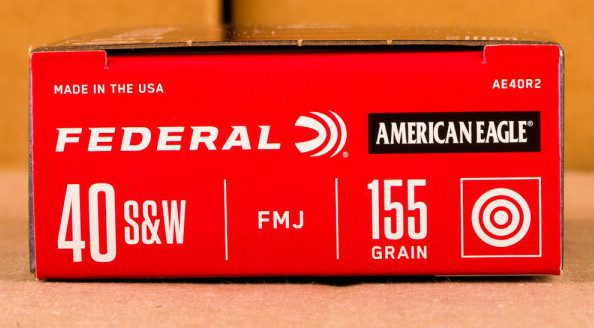 MADE IN THE USA
AE40R2
FEDERAL®
AMERICAN EAGLE®
40 S&W
FMJ
155
GRAIN